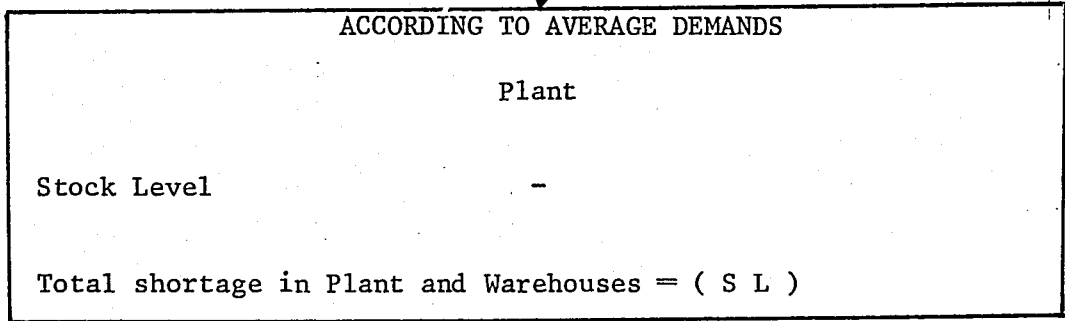 ACCORDING TO AVERAGE DEMANDS
Plant
Stock Level -
Total shortage in Plant and Warehouses = ( S L )